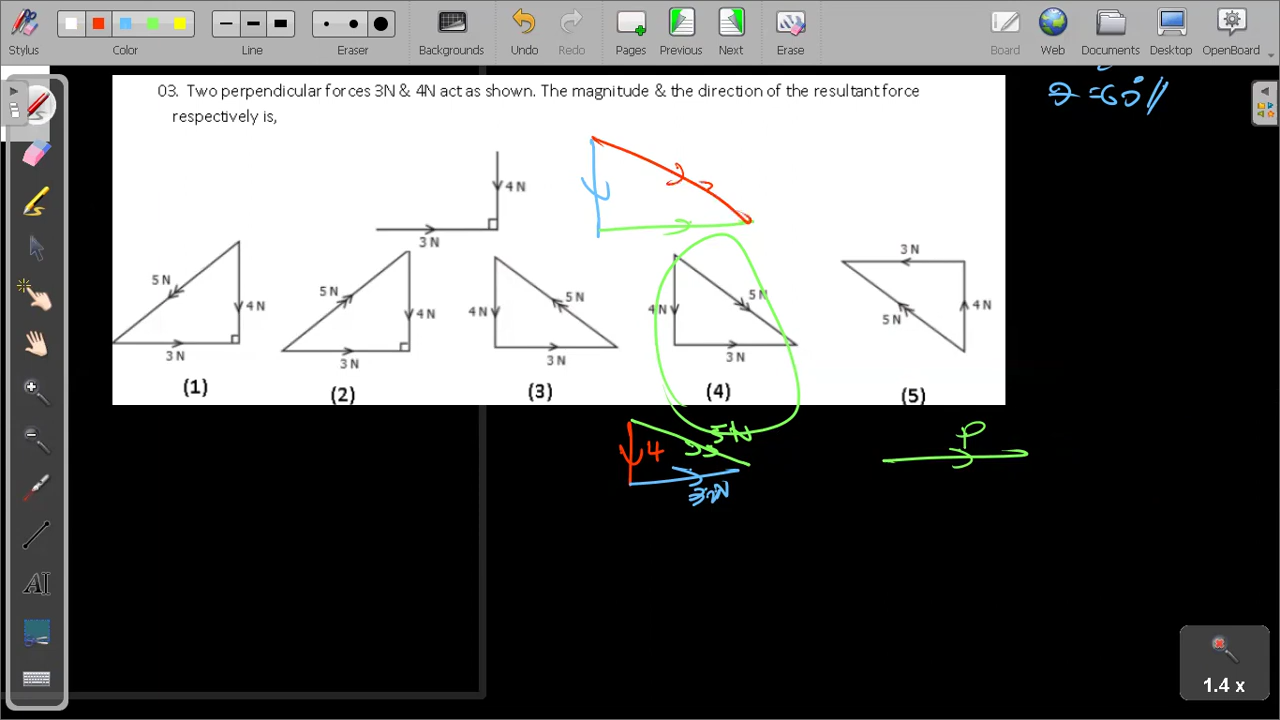 Stylus
Color
Line
Eraser
Backgrounds
Undo
Redo
Pages
Previous
Next
Erase
Board
Web
Documents
Desktop
OpenBoard
03. Two perpendicular forces 3N & 4N act as shown. The magnitude & the direction of the resultant force
respectively is,
4 N
3 N
5 N
4 N
3 N
(1)
5 N
4 N
3 N
(2)
4 N
5 N
3 N
(3)
4 N
5 N
3 N
(4)
3 N
4 N
5 N
(5)
= 60°//
4
5N
3N
P
AI
1.4 x